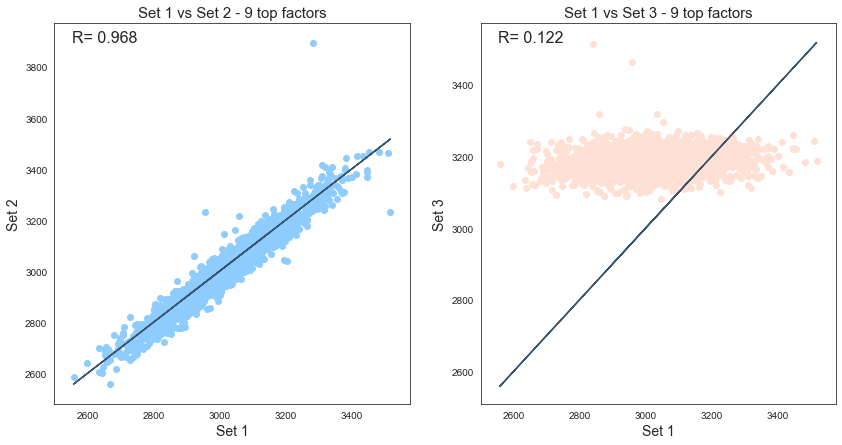 Set 1 vs Set 2 - 9 top factors
R= 0.968
3800
3600
3400
3200
3000
2800
2600
Set 2
2600 2800 3000 3200 3400
Set 1
Set 1 vs Set 3 - 9 top factors
R= 0.122
3400
3200
3000
2800
2600
Set 3
2600 2800 3000 3200 3400
Set 1